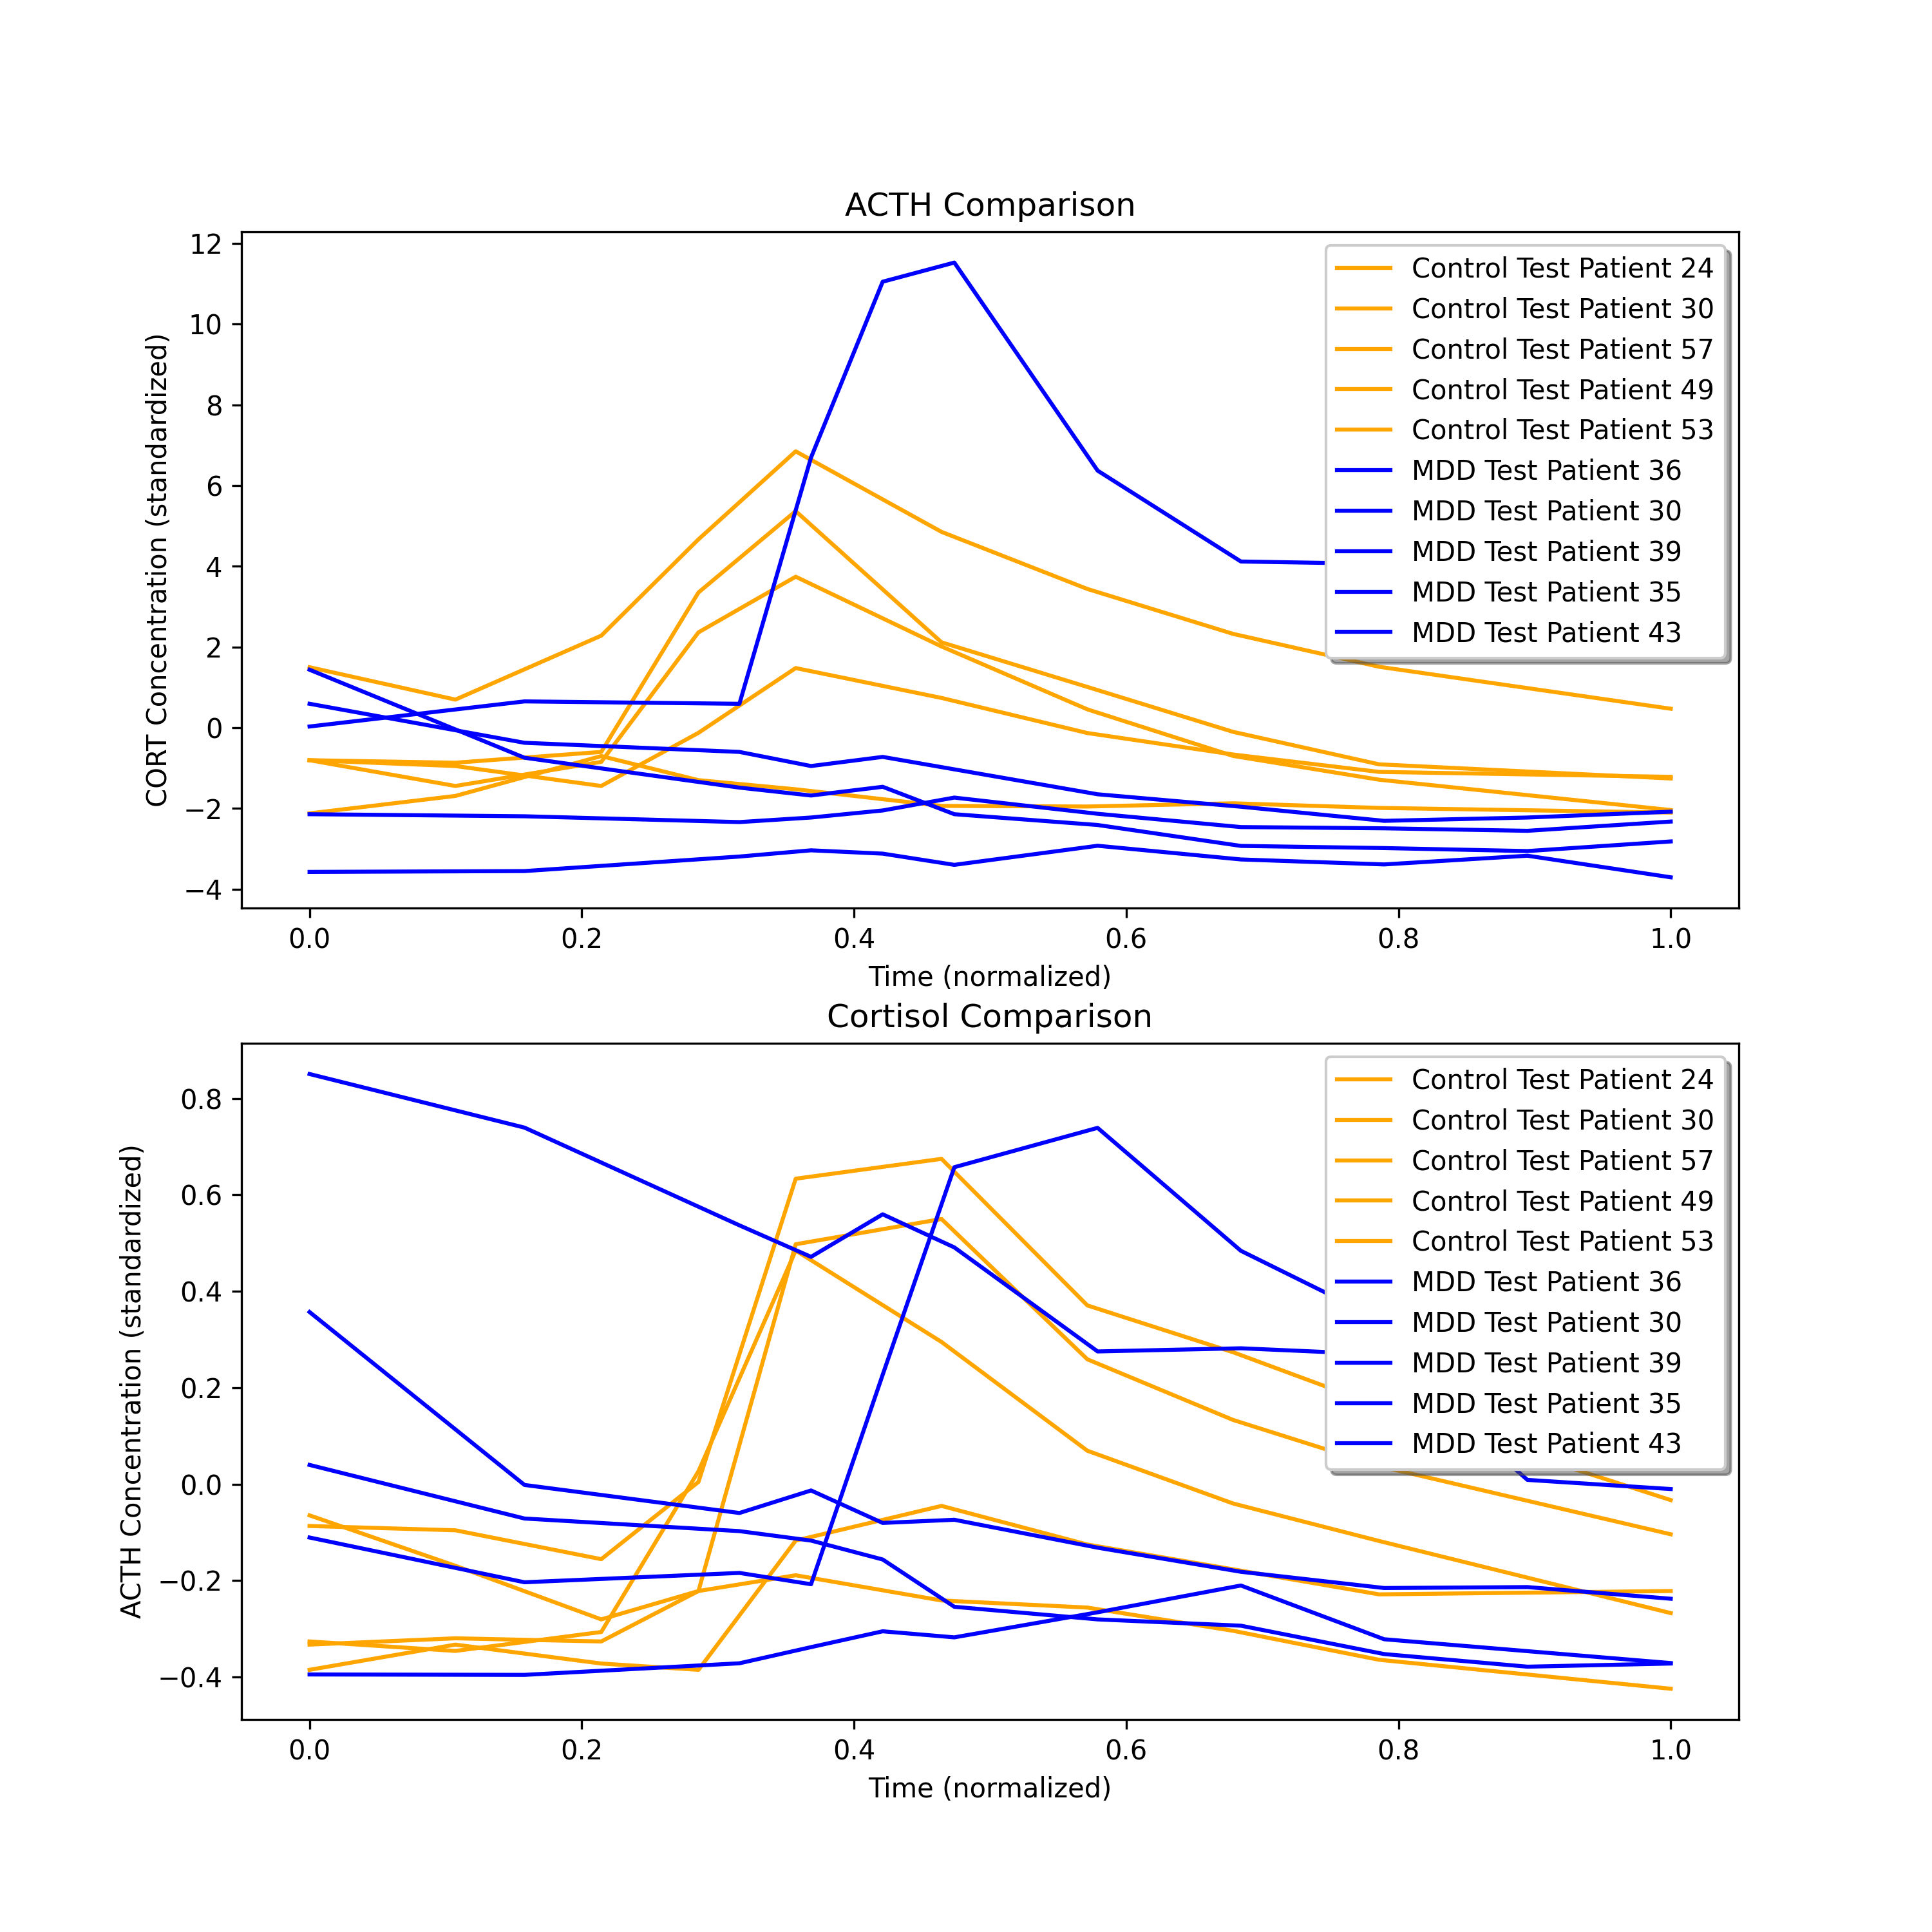 ACTH Comparison
12
10
8
6
4
2
0
−2
−4
CORT Concentration (standardized)
Control Test Patient 24
Control Test Patient 30
Control Test Patient 57
Control Test Patient 49
Control Test Patient 53
MDD Test Patient 36
MDD Test Patient 30
MDD Test Patient 39
MDD Test Patient 35
MDD Test Patient 43
0.0 0.2 0.4 0.6 0.8 1.0
Time (normalized)
Cortisol Comparison
0.8
0.6
0.4
0.2
0.0
−0.2
−0.4
ACTH Concentration (standardized)
Control Test Patient 24
Control Test Patient 30
Control Test Patient 57
Control Test Patient 49
Control Test Patient 53
MDD Test Patient 36
MDD Test Patient 30
MDD Test Patient 39
MDD Test Patient 35
MDD Test Patient 43
0.0 0.2 0.4 0.6 0.8 1.0
Time (normalized)